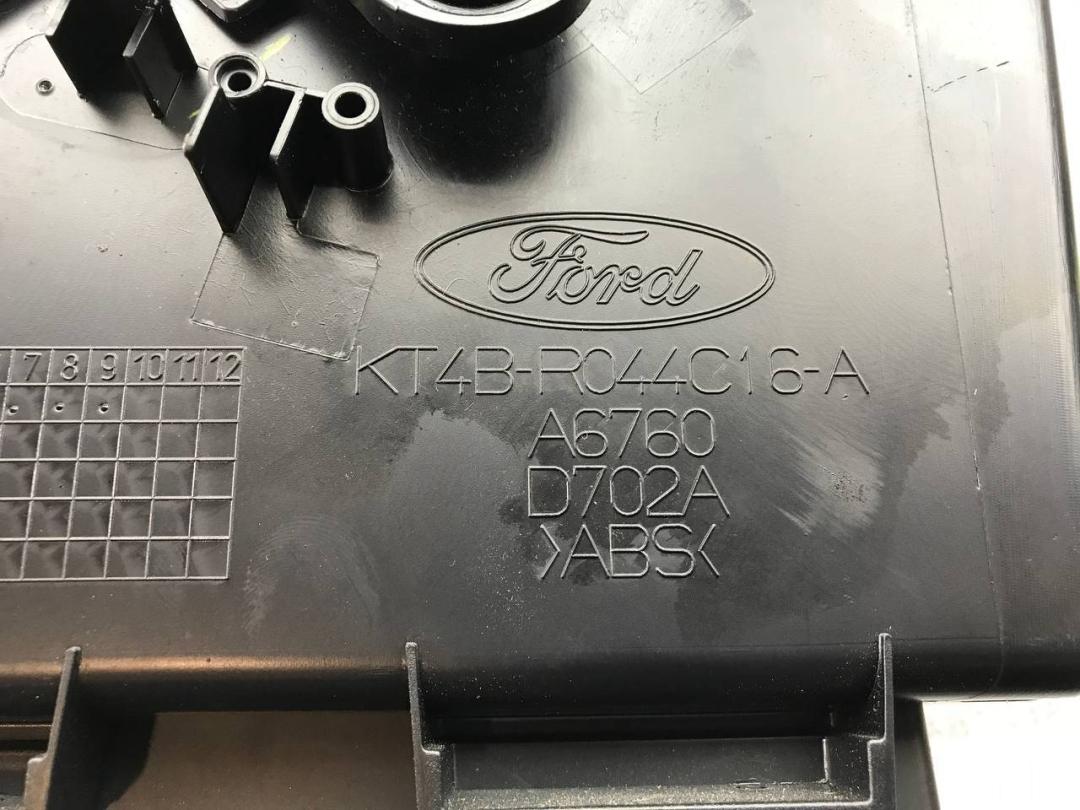 Ford
7 8 9 10 11 12
KT4B-R044C16-A
A6760
D702A
>ABS<